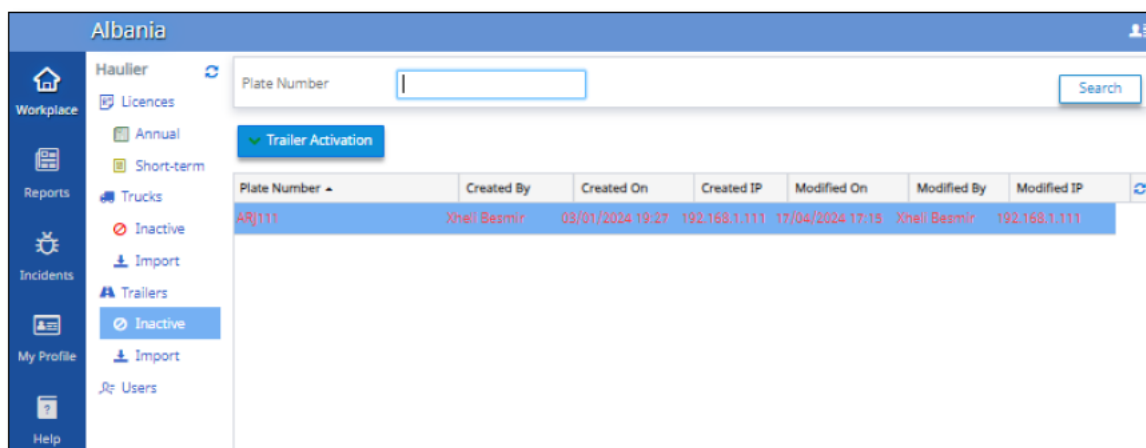 Albania
Workplace
Reports
Incidents
My Profile
Help
Haulier
Licences
Annual
Short-term
Trucks
Inactive
Import
Trailers
Inactive
Import
Users
Plate Number
Search
Trailer Activation
Plate Number Created By Created On Created IP Modified On Modified By Modified IP
ARJ111 Xheli Besmir 03/01/2024 19:27 192.168.1.111 17/04/2024 17:15 Xheli Besmir 192.168.1.111